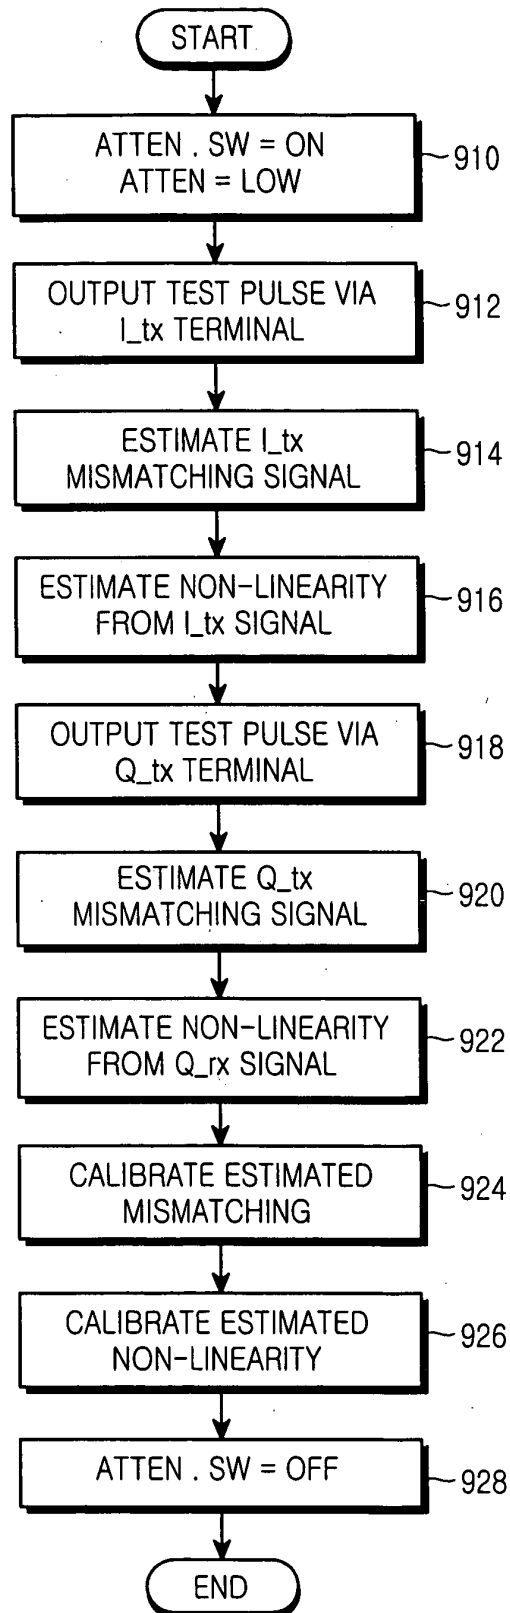 START
ATTEN . SW = ON
ATTEN = LOW
910
OUTPUT TEST PULSE VIA
I_tx TERMINAL
912
ESTIMATE I_tx
MISMATCHING SIGNAL
914
ESTIMATE NON-LINEARITY
FROM I_tx SIGNAL
916
OUTPUT TEST PULSE VIA
Q_tx TERMINAL
918
ESTIMATE Q_tx
MISMATCHING SIGNAL
920
ESTIMATE NON-LINEARITY
FROM Q_rx SIGNAL
922
CALIBRATE ESTIMATED
MISMATCHING
924
CALIBRATE ESTIMATED
NON-LINEARITY
926
ATTEN . SW = OFF
928
END